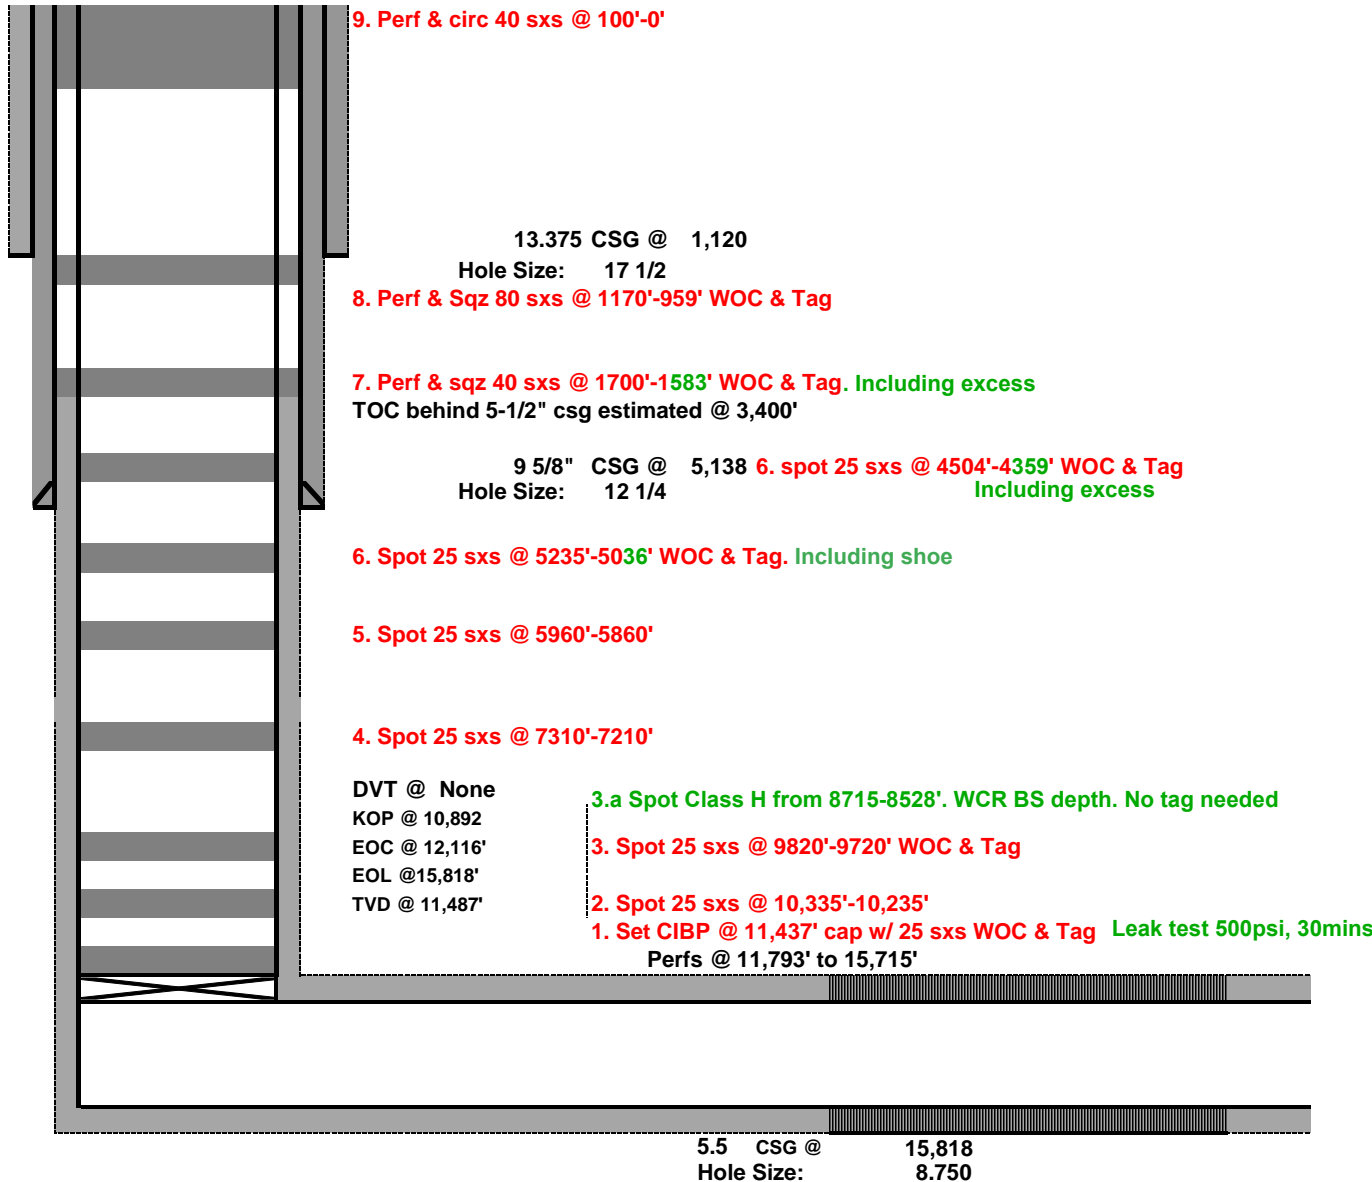 9. Perf & circ 40 sxs @ 100'-0'
13.375 CSG @ 1,120
Hole Size: 17 1/2
8. Perf & Sqz 80 sxs @ 1170'-959' WOC & Tag
7. Perf & sqz 40 sxs @ 1700'-1583' WOC & Tag. Including excess
TOC behind 5-1/2" csg estimated @ 3,400'
9 5/8" CSG @ 5,138 6. spot 25 sxs @ 4504'-4359' WOC & Tag
Hole Size: 12 1/4 Including excess
6. Spot 25 sxs @ 5235'-5036' WOC & Tag. Including shoe
5. Spot 25 sxs @ 5960'-5860'
4. Spot 25 sxs @ 7310'-7210'
DVT @ None
KOP @ 10,892
EOC @ 12,116'
EOL @15,818'
TVD @ 11,487'
3.a Spot Class H from 8715-8528'. WCR BS depth. No tag needed
3. Spot 25 sxs @ 9820'-9720' WOC & Tag
2. Spot 25 sxs @ 10,335'-10,235'
1. Set CIBP @ 11,437' cap w/ 25 sxs WOC & Tag Leak test 500psi, 30mins
Perfs @ 11,793' to 15,715'
5.5 CSG @ 15,818
Hole Size: 8.750